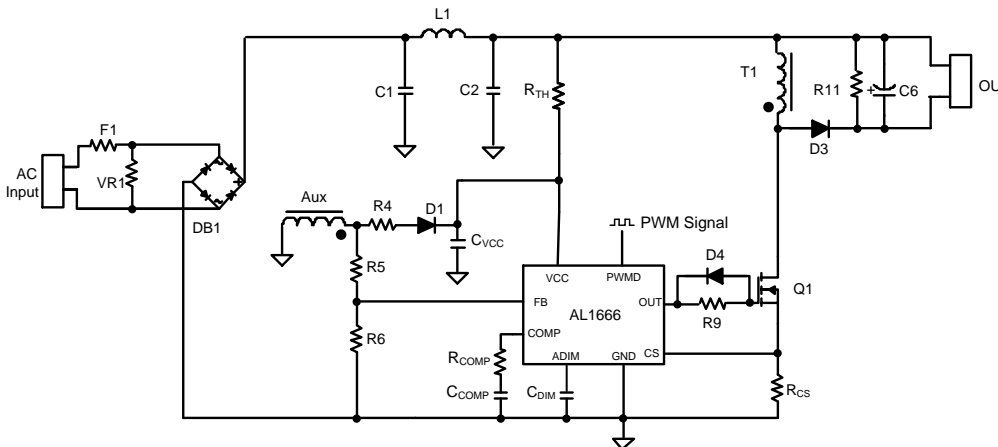 L1
T1
C1
C2
RTH
R11
+
C6
OU
F1
D3
AC
Input
VR1
+
DB1
Aux
R4
D1
CVCC
PWM Signal
R5
VCC
PWMD
D4
FB
OUT
Q1
AL1666
R9
R6
COMP
RCOMP
ADIM
GND
CS
CCOMP
CDIM
RCS